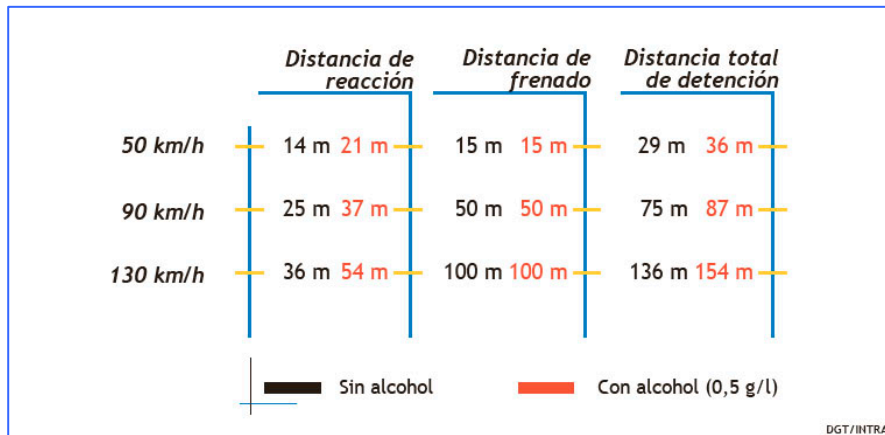 Distancia de
reacción
Distancia de
frenado
Distancia total
de detención
50 km/h 14 m 21 m 15 m 15 m 29 m 36 m
90 km/h 25 m 37 m 50 m 50 m 75 m 87 m
130 km/h 36 m 54 m 100 m 100 m 136 m 154 m
Sin alcohol Con alcohol (0,5 g/l)
DGT/INTRA